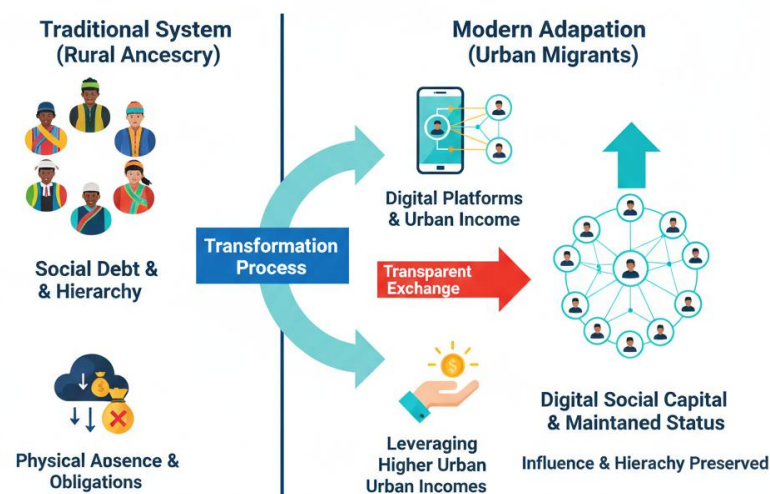 Traditional System
(Rural Ancescry)
Social Debt &
& Hierarchy
Physical Absence &
Obligations
Transformation
Process
Modern Adapation
(Urban Migrants)
Digital Platforms
& Urban Income
Transparent
Exchange
Leveraging
Higher Urban
Urban Incomes
Digital Social Capital
& Maintaned Status
Influence & Hierachy Preserved